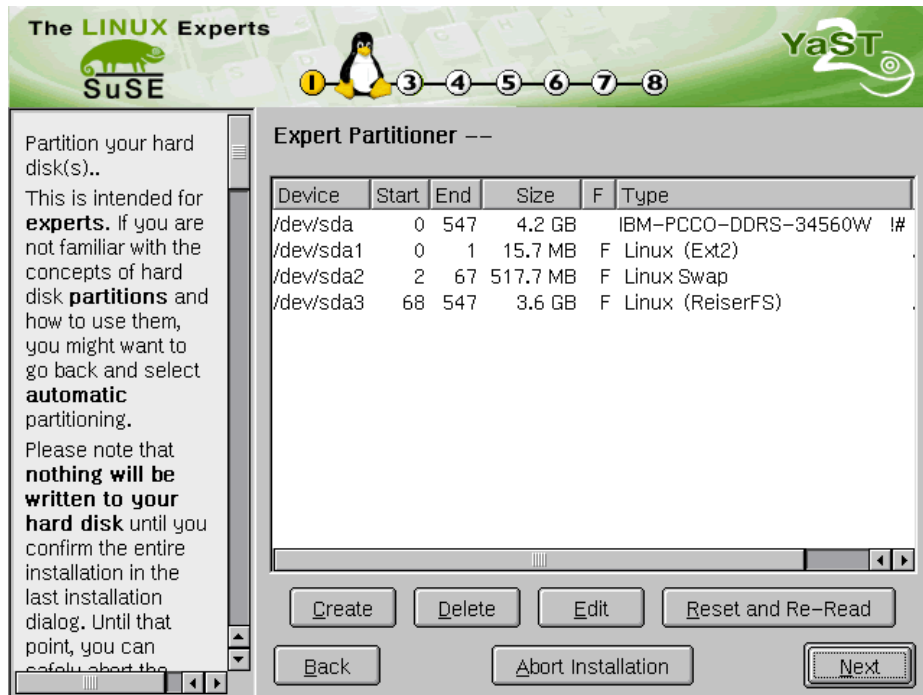 The LINUX Experts
SuSE
YaST
2
1 3 4 5 6 7 8
Partition your hard
disk(s)..
This is intended for
experts. If you are
not familiar with the
concepts of hard
disk partitions and
how to use them,
you might want to
go back and select
automatic
partitioning.
Please note that
nothing will be
written to your
hard disk until you
confirm the entire
installation in the
last installation
dialog. Until that
point, you can
safely abort the
Expert Partitioner --
Device Start End Size F Type
/dev/sda 0 547 4.2 GB IBM-PCCO-DDRS-34560W !#
/dev/sda1 0 1 15.7 MB F Linux (Ext2)
/dev/sda2 2 67 517.7 MB F Linux Swap
/dev/sda3 68 547 3.6 GB F Linux (ReiserFS)
Create Delete Edit Reset and Re-Read
Back Abort Installation Next